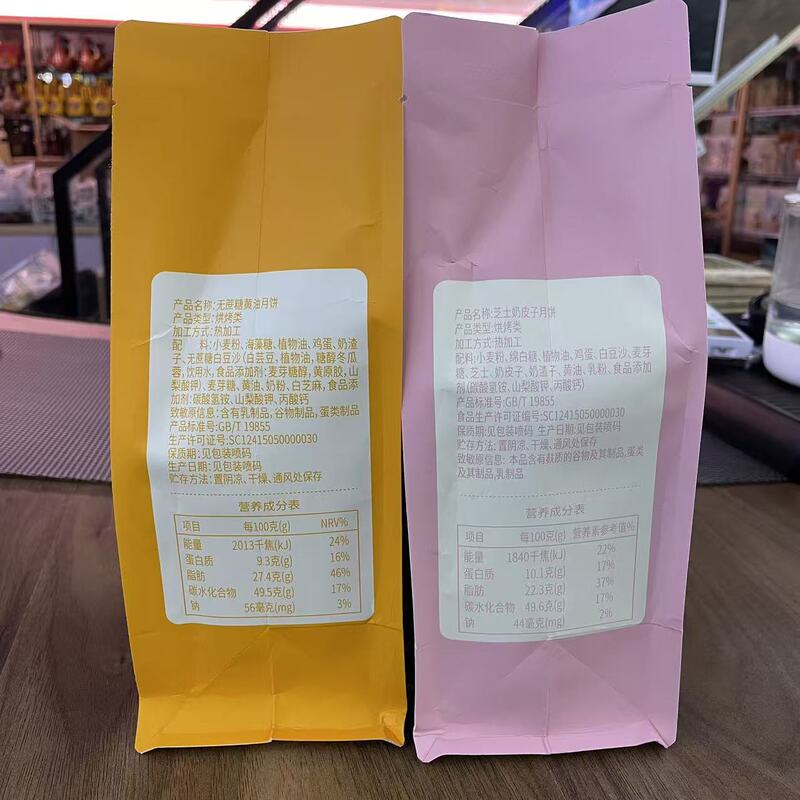 产品名称:无蔗糖黄油月饼
产品类型:烘烤类
加工方式:热加工
配 料:小麦粉、海藻糖、植物油、鸡蛋、奶渣
子、无蔗糖白豆沙(白芸豆,植物油,糖醇冬瓜
蓉,饮用水,食品添加剂:麦芽糖醇,黄原胶,山
梨酸钾)、麦芽糖、黄油、奶粉、白芝麻,食品添
加剂:碳酸氢铵、山梨酸钾、丙酸钙
致敏原信息:含有乳制品,谷物制品,蛋类制品
产品标准号:GB/T 19855
生产许可证号:SC12415050000030
保质期:见包装喷码
生产日期:见包装喷码
贮存方法:置阴凉、干燥、通风处保存
营养成分表
项目 每100克(g) NRV%
能量 2013千焦(kJ) 24%
蛋白质 9.3克(g) 16%
脂肪 27.4克(g) 46%
碳水化合物 49.5克(g) 17%
钠 56毫克(mg) 3%
产品名称:芝士奶皮子月饼
产品类型:烘烤类
加工方式:热加工
配料:小麦粉、绵白糖、植物油、鸡蛋、白豆沙、麦芽
糖、芝士、奶皮子、奶渣子、黄油、乳粉、食品添加
剂(碳酸氢铵、山梨酸钾、丙酸钙)
产品标准号:GB/T 19855
食品生产许可证编号:SC12415050000030
保质期:见包装喷码 生产日期:见包装喷码
贮存方法:置阴凉、干燥、通风处保存
致敏原信息:本品含有麸质的谷物及其制品,蛋类
及其制品,乳制品
营养成分表
项目 每100克(g) 营养素参考值%
能量 1840千焦(kJ) 22%
蛋白质 10.1克(g) 17%
脂肪 22.3克(g) 37%
碳水化合物 49.6克(g) 17%
钠 44毫克(mg) 2%